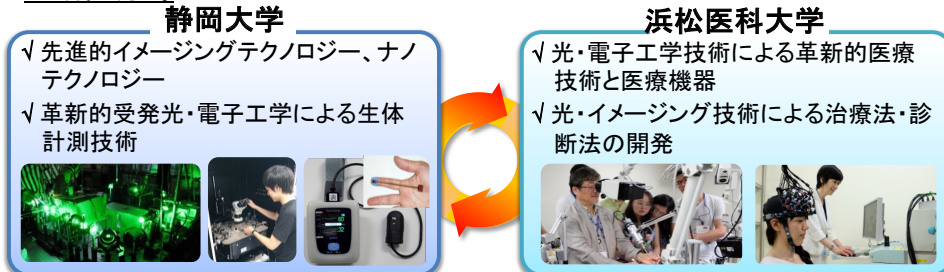 静岡大学
√ 先進的イメージングテクノロジー、ナノ
テクノロジー
√ 革新的受発光・電子工学による生体
計測技術
浜松医科大学
√ 光・電子工学技術による革新的医療
技術と医療機器
√ 光・イメージング技術による治療法・診
断法の開発